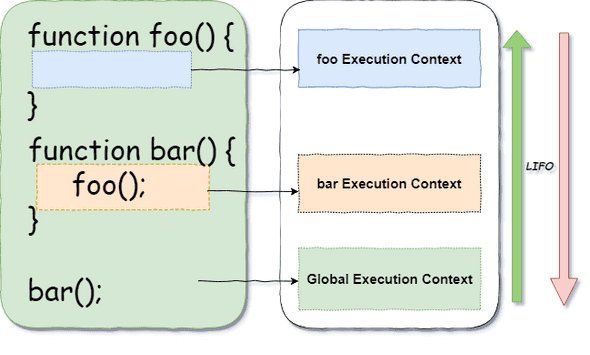 function foo() {
}
function bar() {
foo();
}
bar();
foo Execution Context
bar Execution Context
Global Execution Context
LIFO